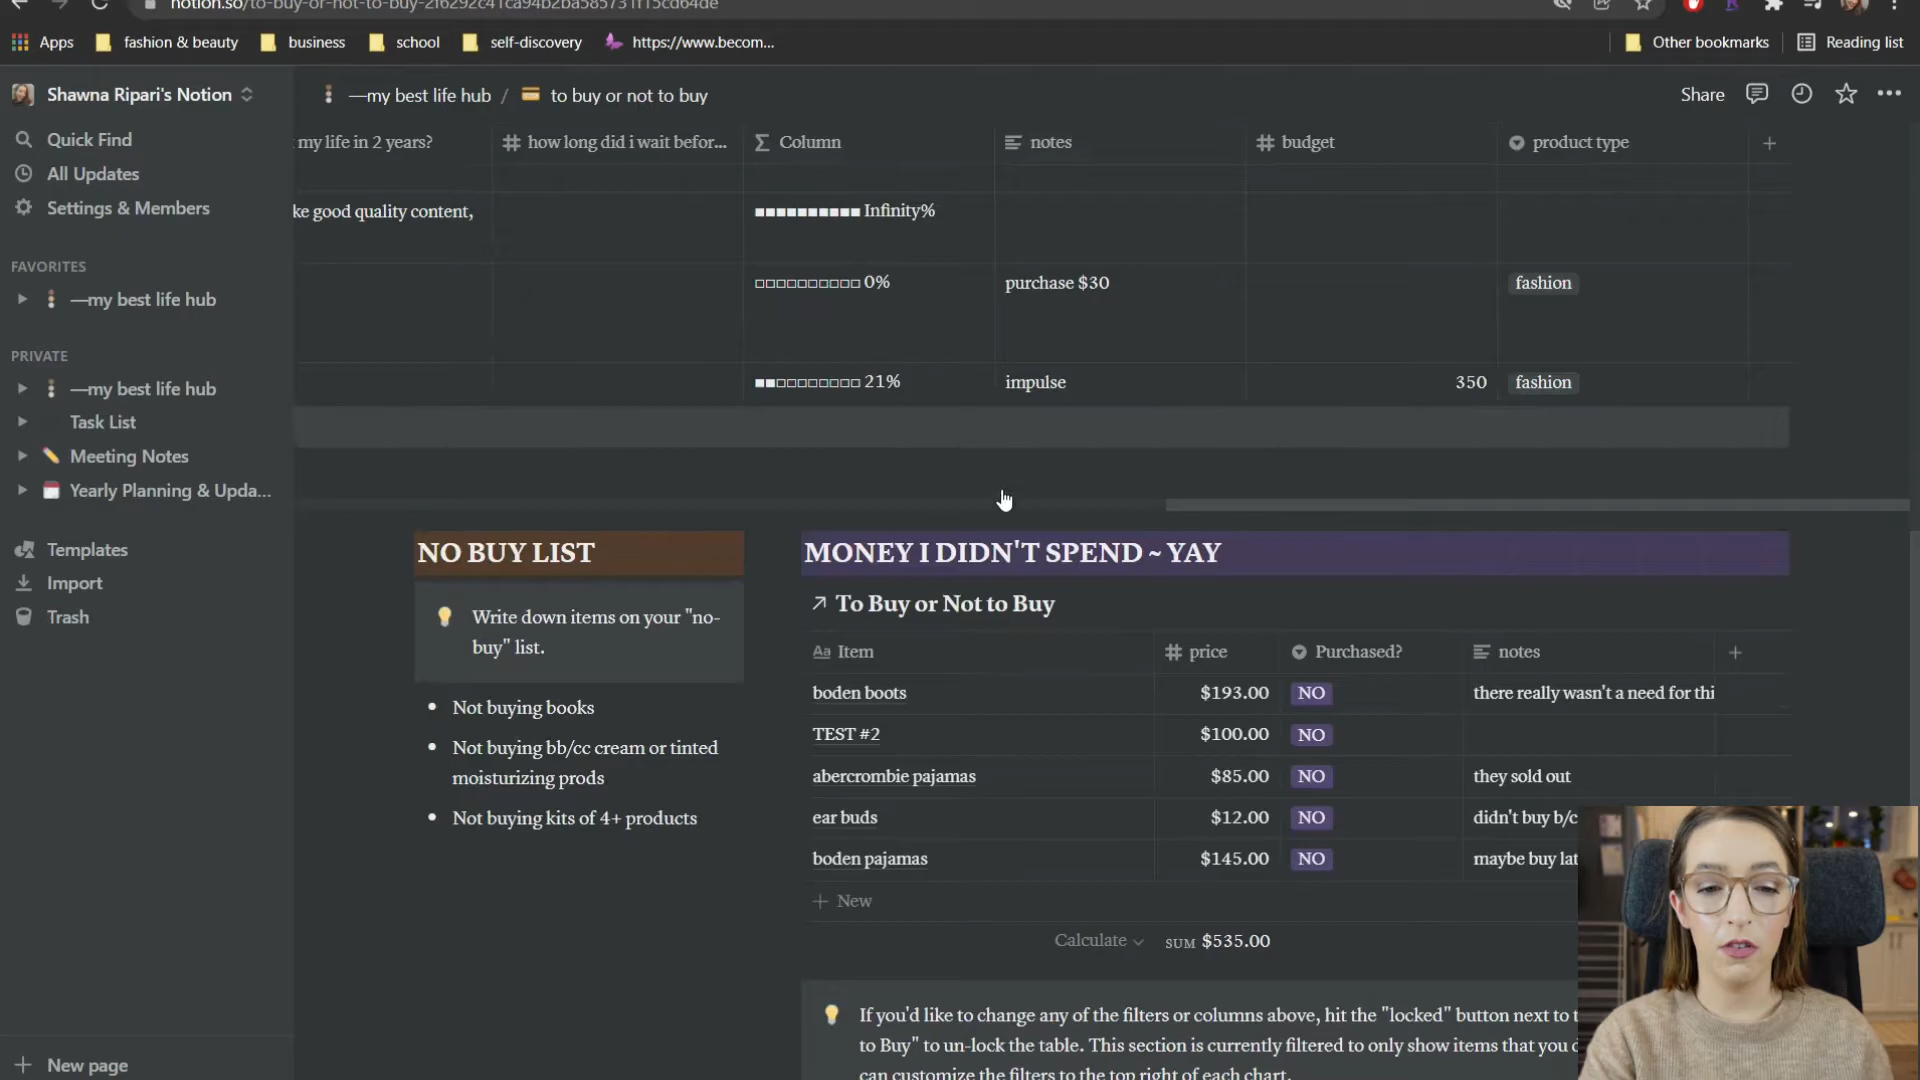 notion.so/to-buy-or-not-to-buy-2f6292c41ca94b2ba585731f15cd64de
Apps
fashion & beauty
business
school
self-discovery
https://www.becom...
Other bookmarks
Reading list
Shawna Ripari's Notion
—my best life hub / to buy or not to buy
Share
Quick Find
All Updates
Settings & Members
FAVORITES
—my best life hub
PRIVATE
—my best life hub
Task List
Meeting Notes
Yearly Planning & Upda...
Templates
Import
Trash
New page
my life in 2 years?
how long did i wait befor...
Column
notes
budget
product type
ke good quality content,
Infinity%
0%
purchase $30
fashion
21%
impulse
350
fashion
NO BUY LIST
Write down items on your "no-
buy" list.
Not buying books
Not buying bb/cc cream or tinted
moisturizing prods
Not buying kits of 4+ products
MONEY I DIDN'T SPEND ~ YAY
To Buy or Not to Buy
Aa Item
price
Purchased?
notes
boden boots $193.00 NO there really wasn't a need for thi
TEST #2 $100.00 NO
abercrombie pajamas $85.00 NO they sold out
ear buds $12.00 NO didn't buy b/c
boden pajamas $145.00 NO maybe buy lat
New
Calculate SUM $535.00
If you'd like to change any of the filters or columns above, hit the "locked" button next to t
to Buy" to un-lock the table. This section is currently filtered to only show items that you
can customize the filters to the top right of each chart.